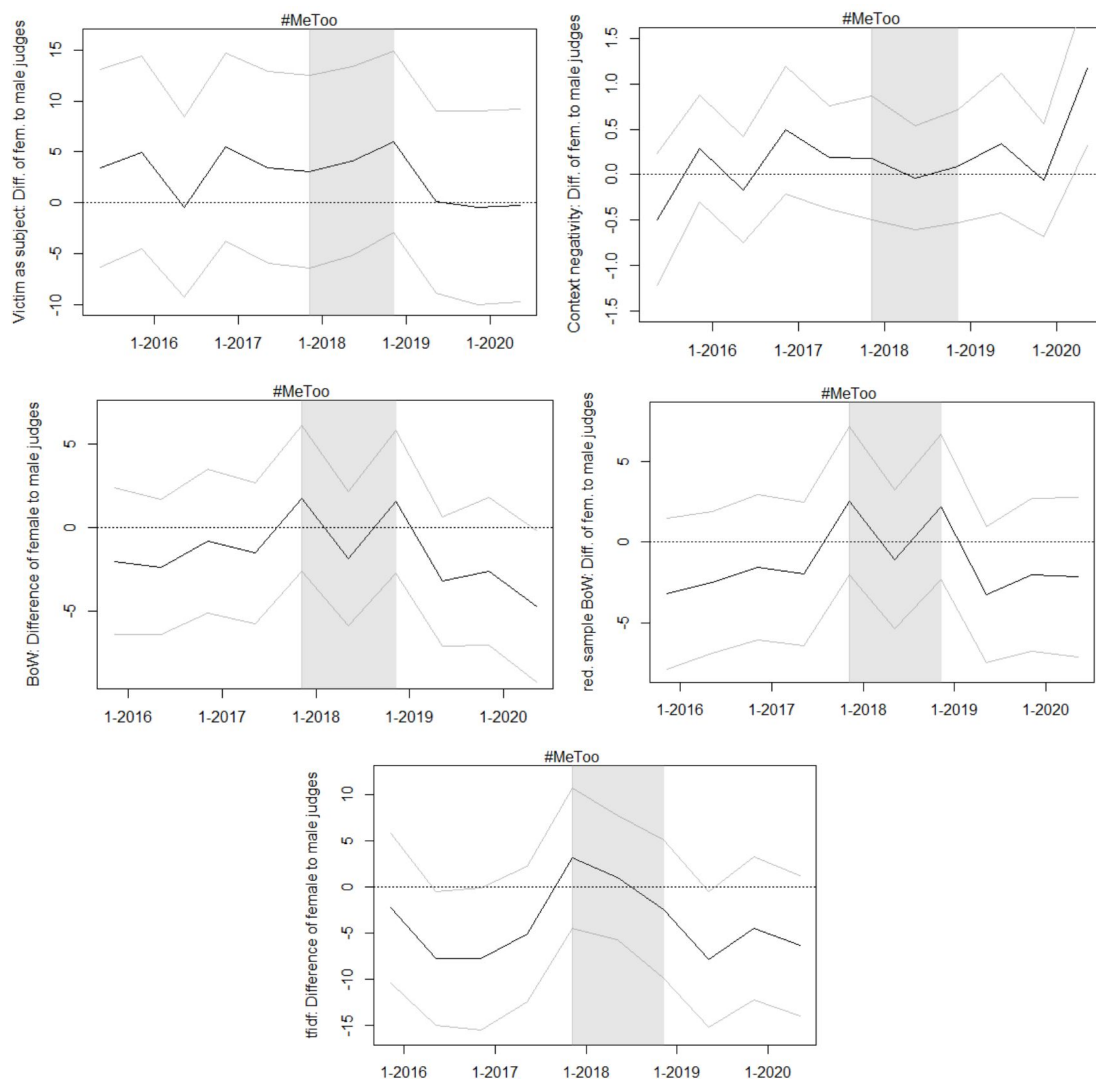 #MeToo
Victim as subject: Diff. of fem. to male judges
15
10
5
0
-5
-10
1-2016 1-2017 1-2018 1-2019 1-2020
#MeToo
Context negativity: Diff. of fem. to male judges
1.5
1.0
0.5
0.0
-0.5
-1.0
-1.5
1-2016 1-2017 1-2018 1-2019 1-2020
#MeToo
BoW: Difference of female to male judges
5
0
-5
1-2016 1-2017 1-2018 1-2019 1-2020
#MeToo
red. sample BoW: Diff. of fem. to male judges
5
0
-5
1-2016 1-2017 1-2018 1-2019 1-2020
#MeToo
tfidf: Difference of female to male judges
10
5
0
-5
-10
-15
1-2016 1-2017 1-2018 1-2019 1-2020